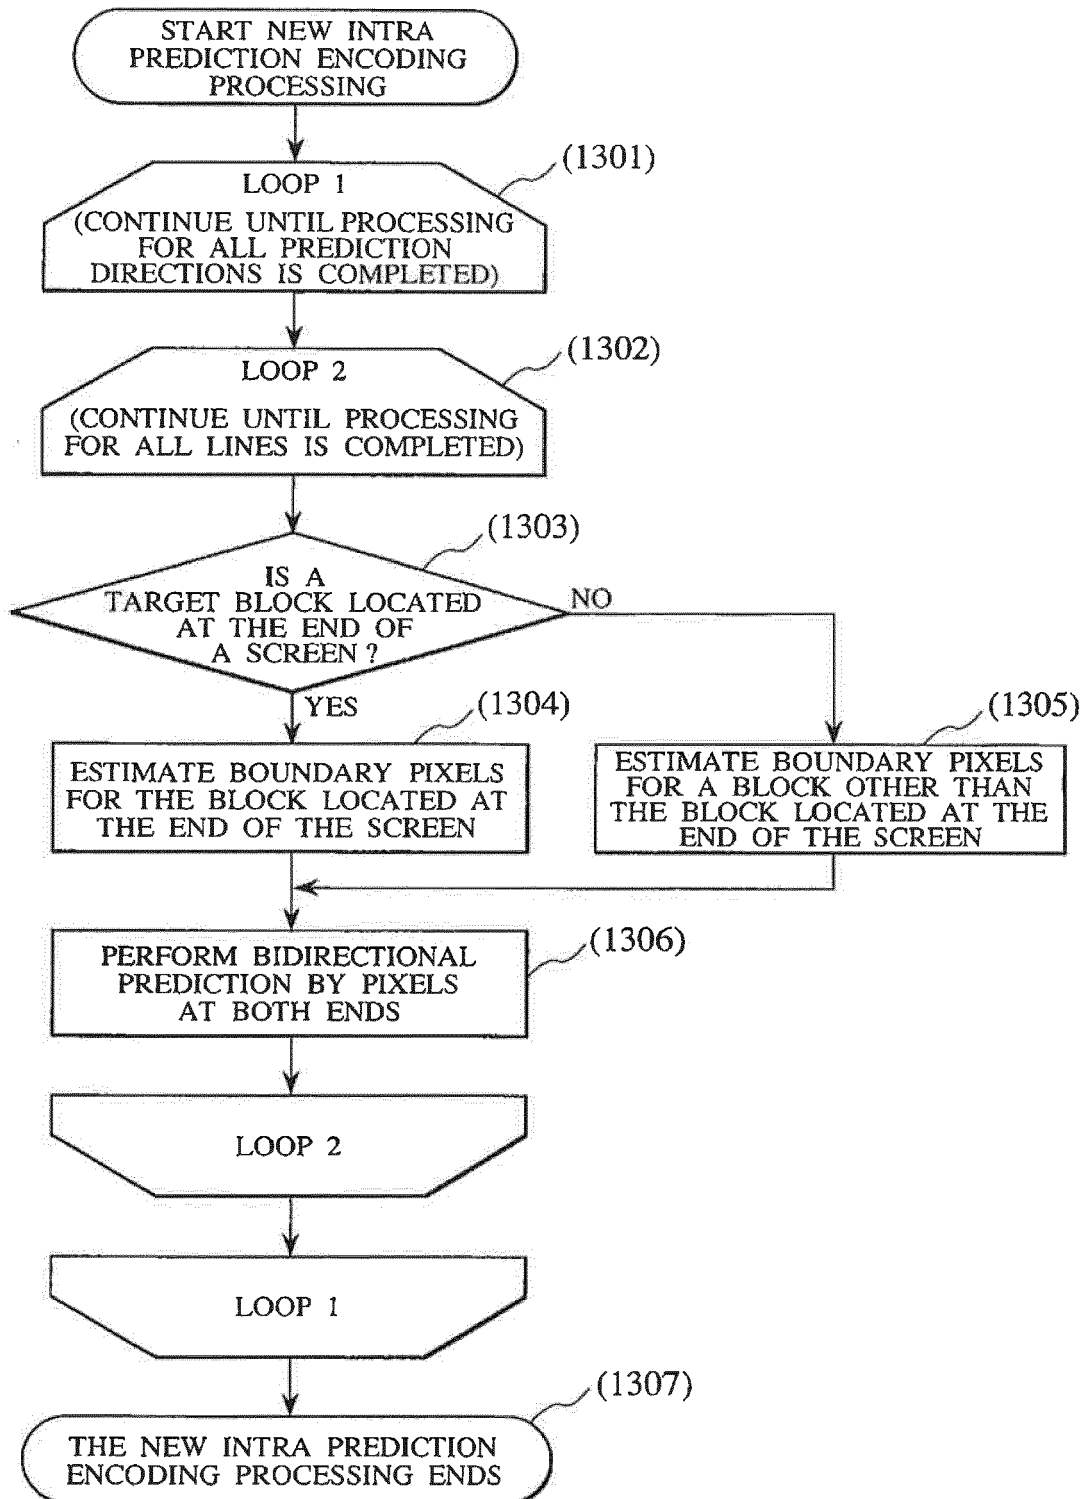 START NEW INTRA
PREDICTION ENCODING
PROCESSING
(1301)
LOOP 1
(CONTINUE UNTIL PROCESSING
FOR ALL PREDICTION
DIRECTIONS IS COMPLETED)
(1302)
LOOP 2
(CONTINUE UNTIL PROCESSING
FOR ALL LINES IS COMPLETED)
(1303)
IS A
TARGET BLOCK LOCATED
AT THE END OF
A SCREEN ?
NO
YES
(1304)
ESTIMATE BOUNDARY PIXELS
FOR THE BLOCK LOCATED AT
THE END OF THE SCREEN
(1305)
ESTIMATE BOUNDARY PIXELS
FOR A BLOCK OTHER THAN
THE BLOCK LOCATED AT THE
END OF THE SCREEN
(1306)
PERFORM BIDIRECTIONAL
PREDICTION BY PIXELS
AT BOTH ENDS
LOOP 2
LOOP 1
(1307)
THE NEW INTRA PREDICTION
ENCODING PROCESSING ENDS